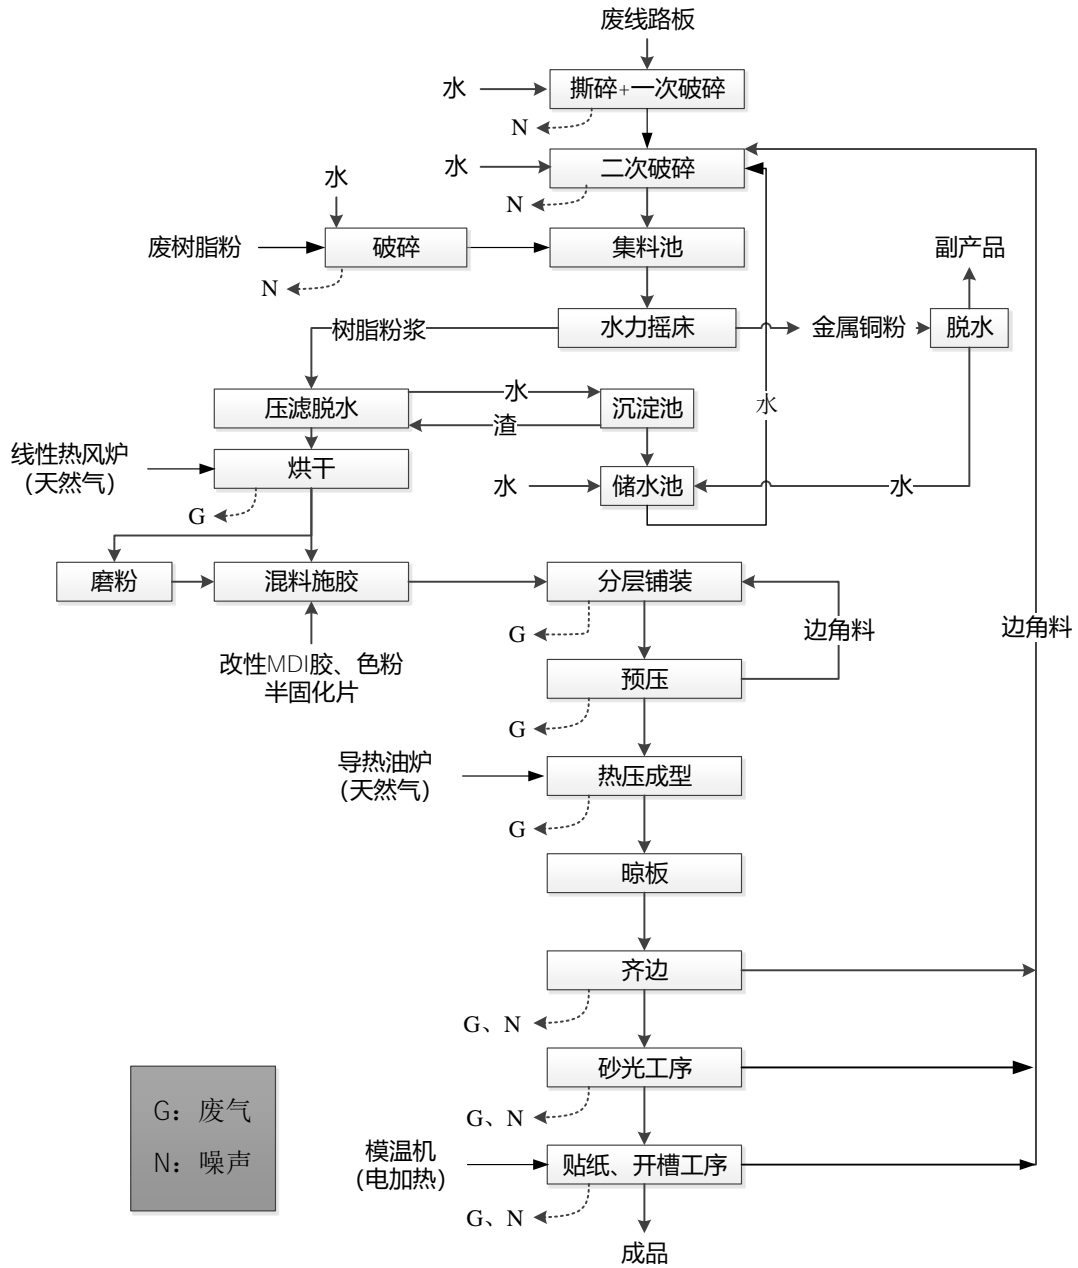 废线路板
水
撕碎+一次破碎
N
水
二次破碎
N
水
废树脂粉
破碎
集料池
N
副产品
树脂粉浆
水力摇床
金属铜粉
脱水
压滤脱水
水
渣
沉淀池
水
线性热风炉
(天然气)
烘干
水
储水池
水
G
磨粉
混料施胶
分层铺装
G
边角料
边角料
改性MDI胶、色粉
半固化片
预压
G
导热油炉
(天然气)
热压成型
G
晾板
齐边
G、N
砂光工序
G、N
G：废气
N：噪声
模温机
(电加热)
贴纸、开槽工序
G、N
成品